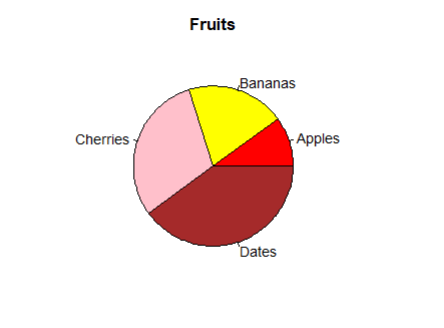 Fruits
Bananas
Cherries
Apples
Dates